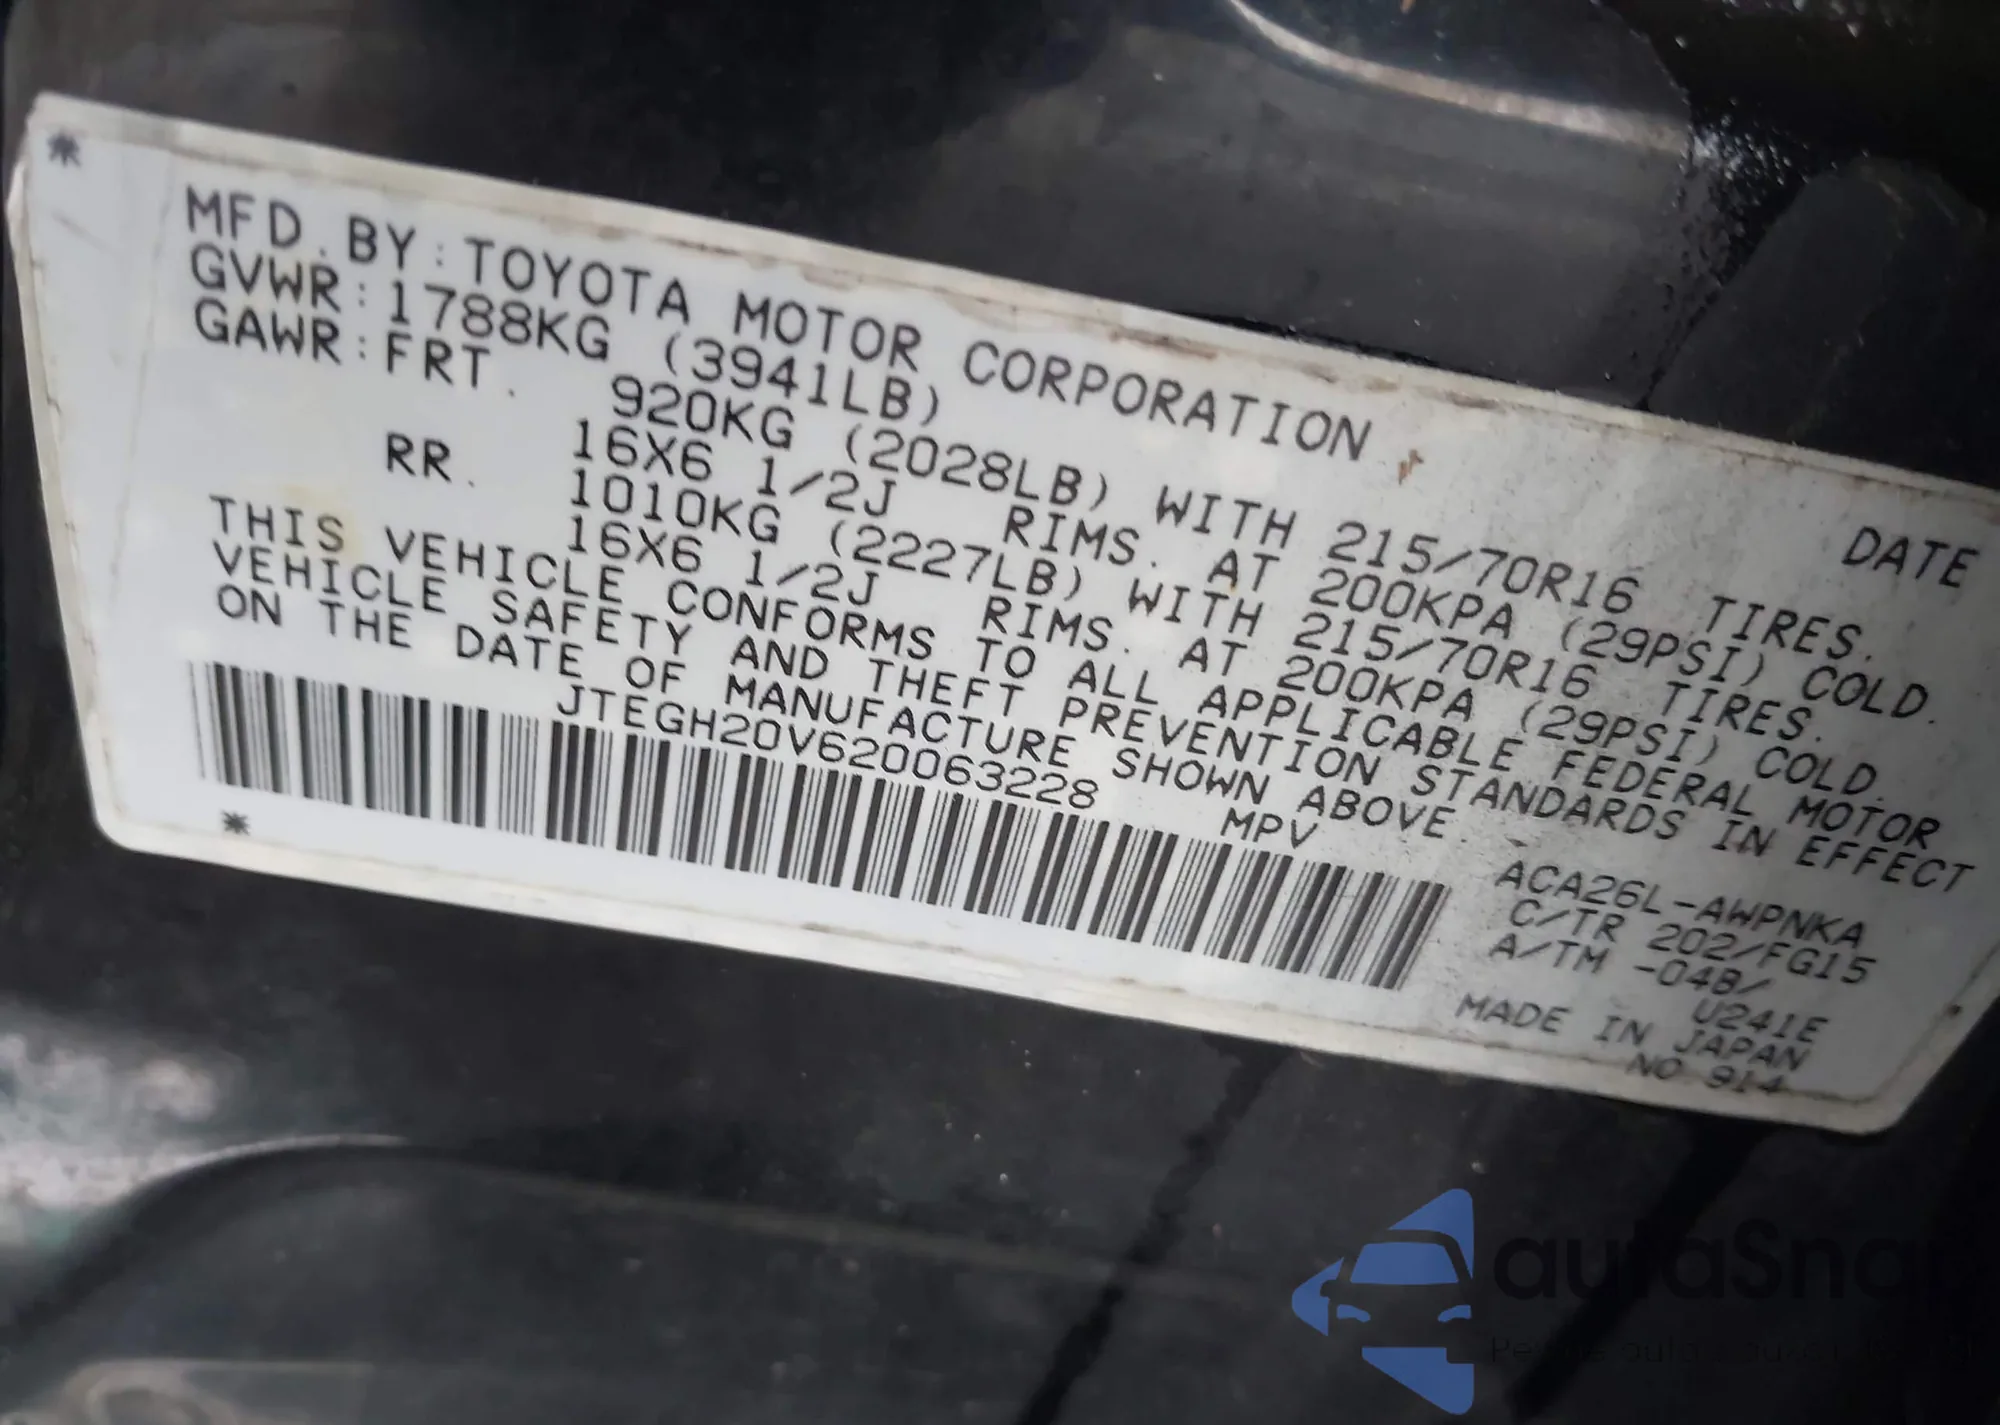 MFD.BY:TOYOTA MOTOR CORPORATION DATE
GVWR:1788KG (3941LB)
GAWR:FRT. 920KG (2028LB) WITH 215/70R16 TIRES.
16X6 1/2J RIMS. AT 200KPA (29PSI) COLD.
RR. 1010KG (2227LB) WITH 215/70R16 TIRES.
16X6 1/2J RIMS. AT 200KPA (29PSI) COLD.
THIS VEHICLE CONFORMS TO ALL APPLICABLE FEDERAL MOTOR
VEHICLE SAFETY AND THEFT PREVENTION STANDARDS IN EFFECT
ON THE DATE OF MANUFACTURE SHOWN ABOVE.
JTEGH20V620063228 MPV
ACA26L-AWPNKA
C/TR 202/FG15
A/TM -04B/
U241E
MADE IN JAPAN
NO 914
autoSna